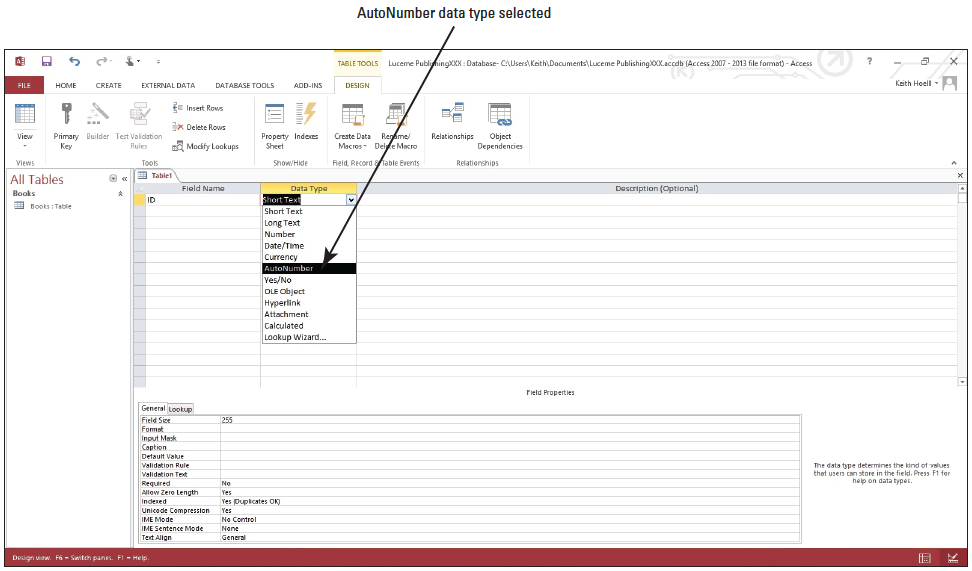 AutoNumber data type selected
TABLE TOOLS
Lucerne PublishingXXX : Database- C:\Users\Keith\Documents\Lucerne PublishingXXX.accdb (Access 2007 - 2013 file format) - Access
?
FILE HOME CREATE EXTERNAL DATA DATABASE TOOLS ADD-INS DESIGN
Keith Hoell
View
Primary Key
Builder
Test Validation Rules
Insert Rows
Delete Rows
Modify Lookups
Property Sheet
Indexes
Create Data Macros
Rename/ Delete Macro
Relationships
Object Dependencies
Views
Tools
Show/Hide
Field, Record & Table Events
Relationships
All Tables
Books
Books : Table
Table1
Field Name Data Type Description (Optional)
ID Short Text
Short Text
Long Text
Number
Date/Time
Currency
AutoNumber
Yes/No
OLE Object
Hyperlink
Attachment
Calculated
Lookup Wizard...
Field Properties
General Lookup
Field Size 255
Format
Input Mask
Caption
Default Value
Validation Rule
Validation Text
Required No
Allow Zero Length Yes
Indexed Yes (Duplicates OK)
Unicode Compression Yes
IME Mode No Control
IME Sentence Mode None
Text Align General
The data type determines the kind of values
that users can store in the field. Press F1 for
help on data types.
Design view. F6 = Switch panes. F1 = Help.